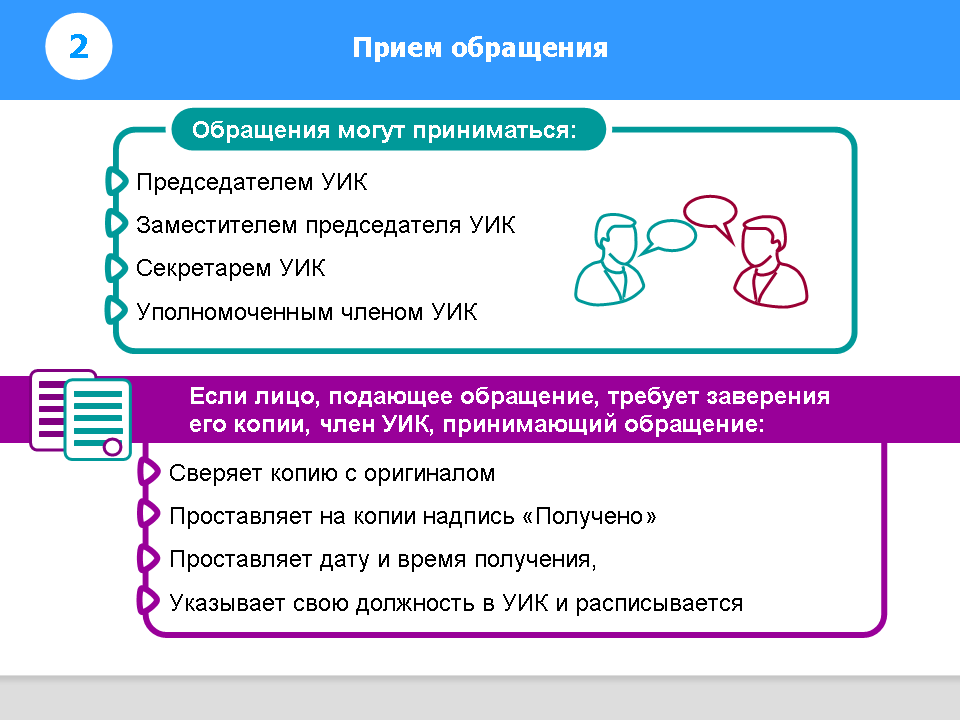 2
Прием обращения
Обращения могут приниматься:
Председателем УИК
Заместителем председателя УИК
Секретарем УИК
Уполномоченным членом УИК
Если лицо, подающее обращение, требует заверения
его копии, член УИК, принимающий обращение:
Сверяет копию с оригиналом
Проставляет на копии надпись «Получено»
Проставляет дату и время получения,
Указывает свою должность в УИК и расписывается